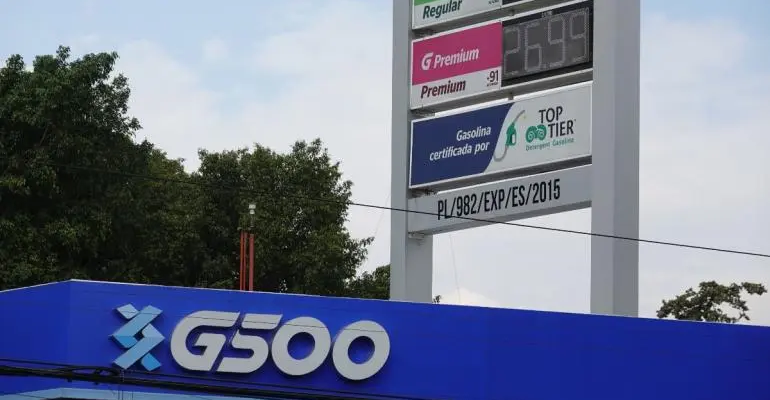 Regular
G Premium
Premium
+91
26.99
Gasolina
certificada por
TOP
TIER
Detergent Gasoline
PL/982/EXP/ES/2015
G500